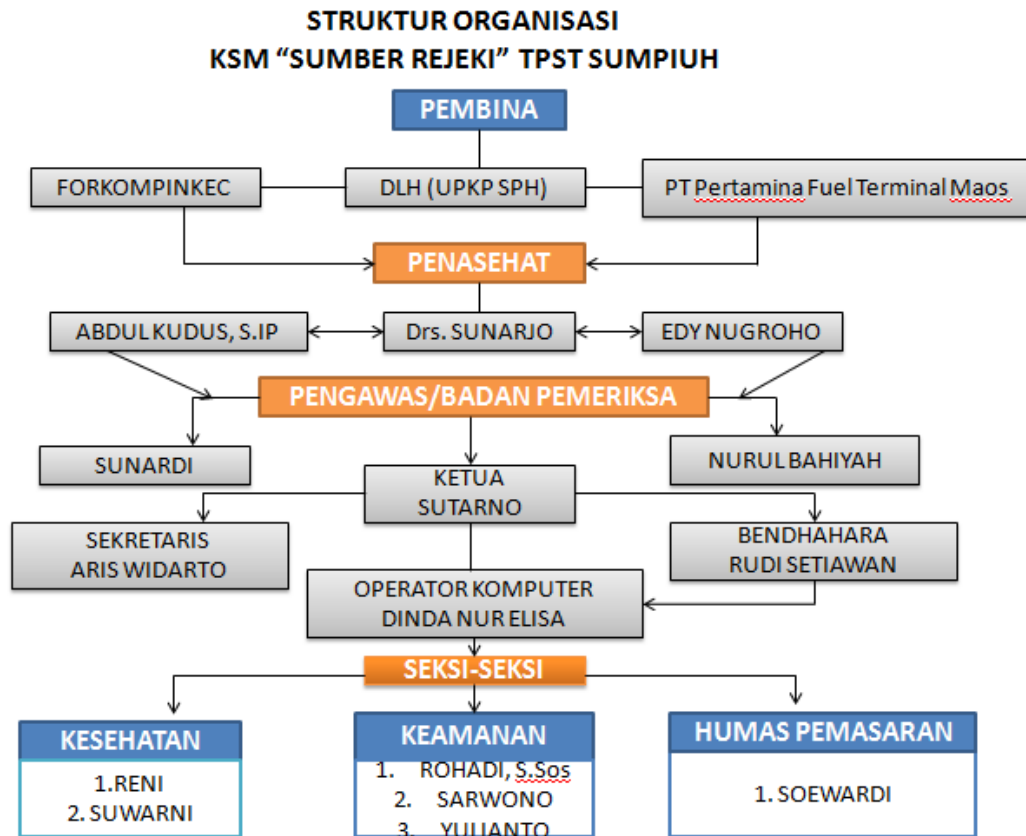 STRUKTUR ORGANISASI
KSM “SUMBER REJEKI” TPST SUMPIUH
PEMBINA
FORKOMPINKEC
DLH (UPKP SPH)
PT Pertamina Fuel Terminal Maos
PENASEHAT
ABDUL KUDUS, S.IP
Drs. SUNARJO
EDY NUGROHO
PENGAWAS/BADAN PEMERIKSA
SUNARDI
NURUL BAHIYAH
KETUA
SUTARNO
SEKRETARIS
ARIS WIDARTO
BENDHAHARA
RUDI SETIAWAN
OPERATOR KOMPUTER
DINDA NUR ELISA
SEKSI-SEKSI
KESEHATAN
1.RENI
2. SUWARNI
KEAMANAN
1. ROHADI, S.Sos
2. SARWONO
3. YULIANTO
HUMAS PEMASARAN
1. SOEWARDI